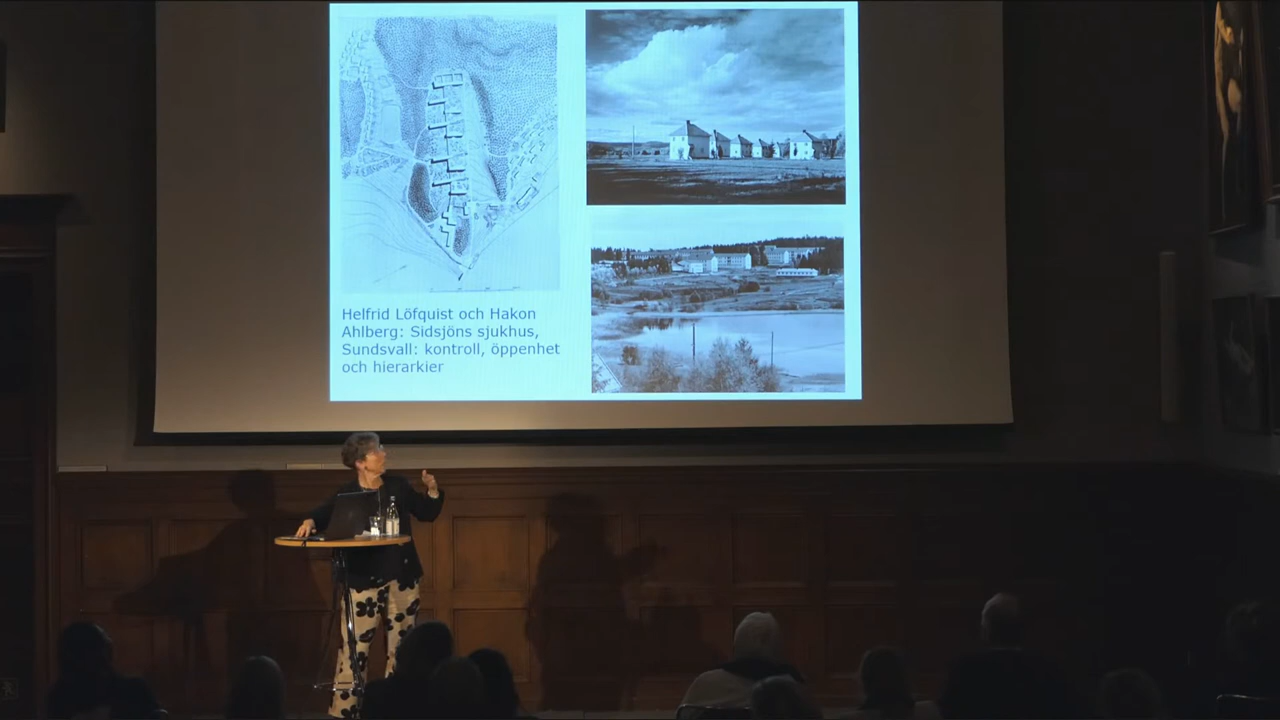 Helfrid Löfquist och Hakon
Ahlberg: Sidsjöns sjukhus,
Sundsvall: kontroll, öppenhet
och hierarkier